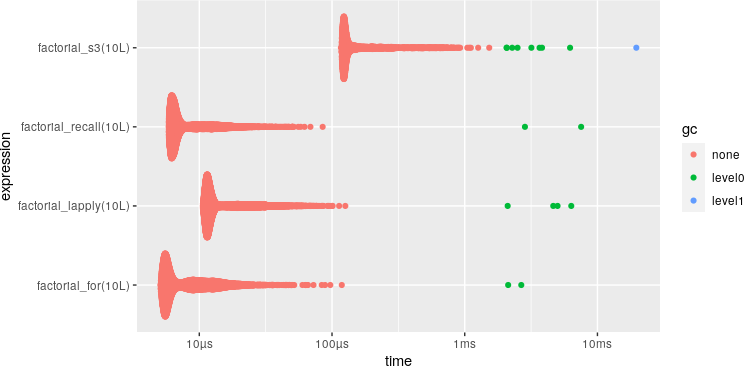 factorial_s3(10L)
factorial_recall(10L)
factorial_lapply(10L)
factorial_for(10L)
expression
10µs
100µs
1ms
10ms
time
gc
none
level0
level1